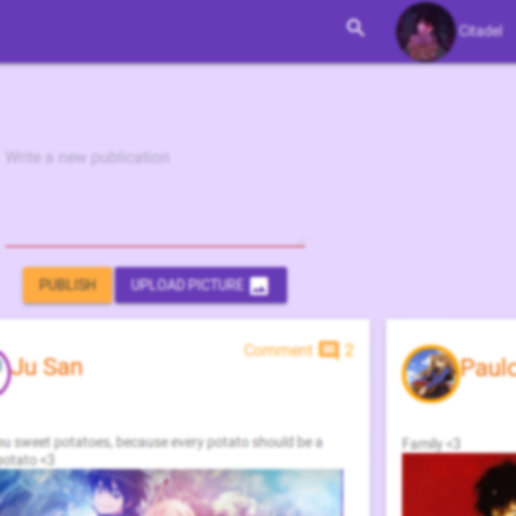 Citadel
Write a new publication
PUBLISH
UPLOAD PICTURE
Comment 2
Ju San
ou sweet potatoes, because every potato should be a
potato <3
Paulo
Family <3